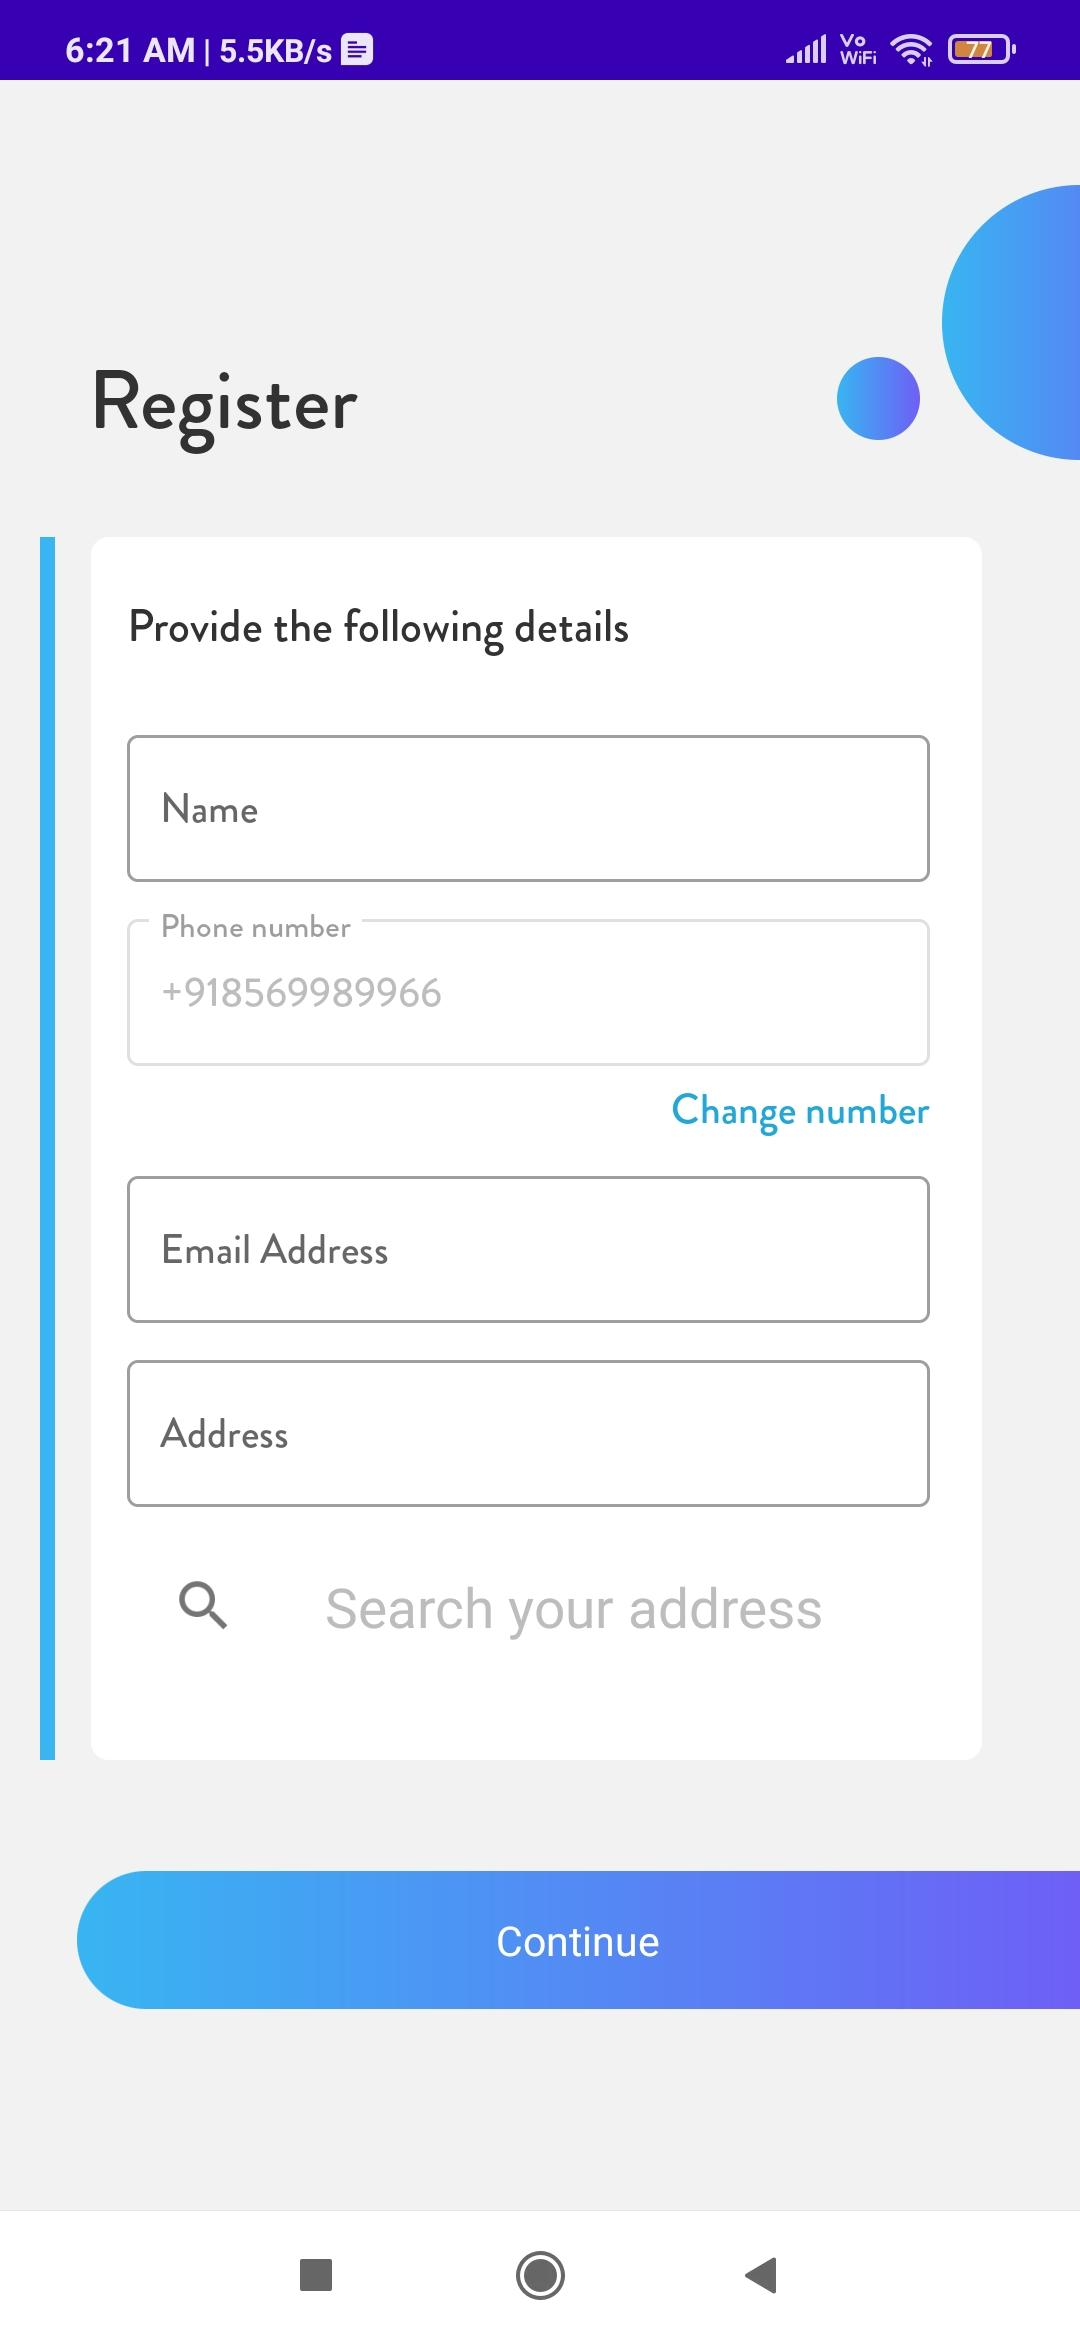 6:21 AM | 5.5KB/s
Vo
WiFi
77
Register
Provide the following details
Name
Phone number
+918569989966
Change number
Email Address
Address
Search your address
Continue